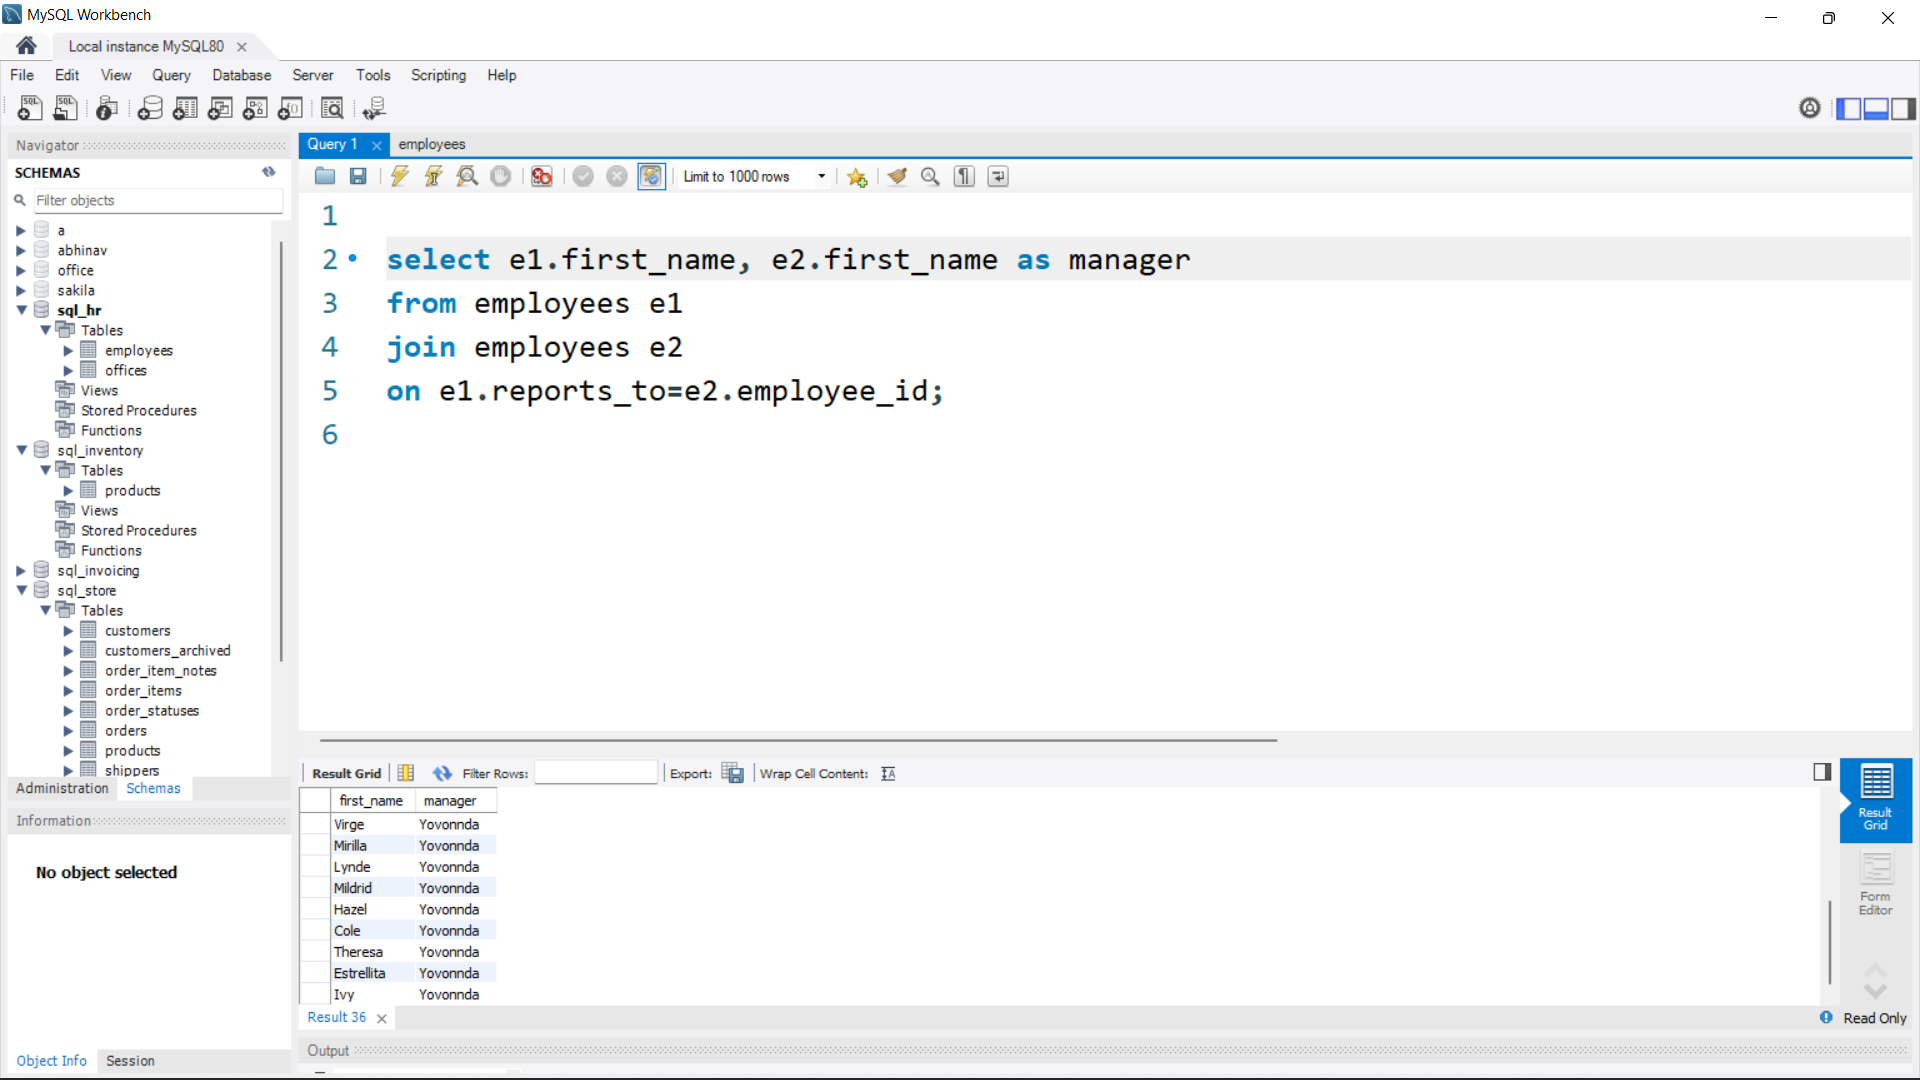 MySQL Workbench
Local instance MySQL80
File Edit View Query Database Server Tools Scripting Help
Navigator
SCHEMAS
Filter objects
a
abhinav
office
sakila
sql_hr
Tables
employees
offices
Views
Stored Procedures
Functions
sql_inventory
Tables
products
Views
Stored Procedures
Functions
sql_invoicing
sql_store
Tables
customers
customers_archived
order_item_notes
order_items
order_statuses
orders
products
shippers
Administration Schemas
Information
No object selected
Object Info Session
Query 1 employees
Limit to 1000 rows
1
2 select e1.first_name, e2.first_name as manager
3 from employees e1
4 join employees e2
5 on e1.reports_to=e2.employee_id;
6
Result Grid Filter Rows: Export: Wrap Cell Content:
first_name manager
Virge Yovonnda
Mirilla Yovonnda
Lynde Yovonnda
Mildrid Yovonnda
Hazel Yovonnda
Cole Yovonnda
Theresa Yovonnda
Estrellita Yovonnda
Ivy Yovonnda
Result
Grid
Form
Editor
Result 36
Read Only
Output